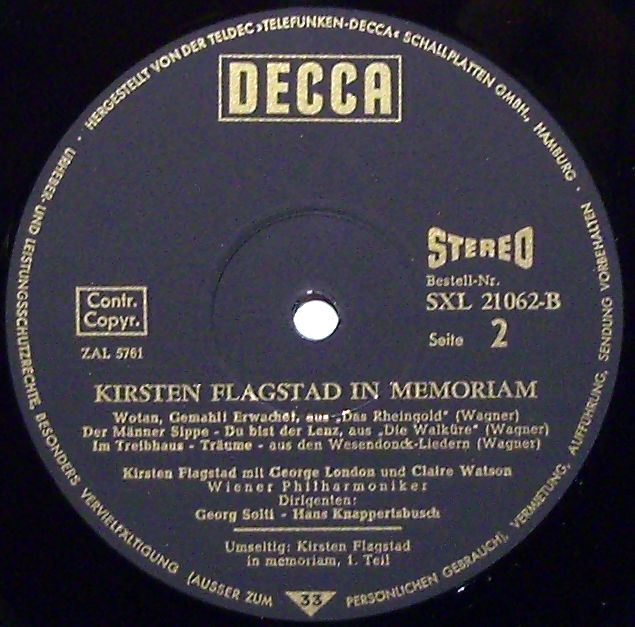 · HERGESTELLT VON DER TELDEC »TELEFUNKEN-DECCA« SCHALLPLATTEN GMBH., HAMBURG ·
DECCA
STEREO
Bestell-Nr.
SXL 21062-B
Seite 2
Contr.
Copyr.
ZAL 5761
KIRSTEN FLAGSTAD IN MEMORIAM
Wotan, Gemahl! Erwache!, aus „Das Rheingold" (Wagner)
Der Männer Sippe - Du bist der Lenz, aus „Die Walküre" (Wagner)
Im Treibhaus - Träume - aus den Wesendonck-Liedern (Wagner)
Kirsten Flagstad mit George London und Claire Watson
Wiener Philharmoniker
Dirigenten:
Georg Solti - Hans Knappertsbusch
Umseitig: Kirsten Flagstad
in memoriam, 1. Teil
33
URHEBER- UND LEISTUNGSSCHUTZRECHTE, BESONDERS VERVIELFÄLTIGUNG (AUSSER ZUM PERSÖNLICHEN GEBRAUCH), VERMIETUNG, AUFFÜHRUNG, SENDUNG VORBEHALTEN